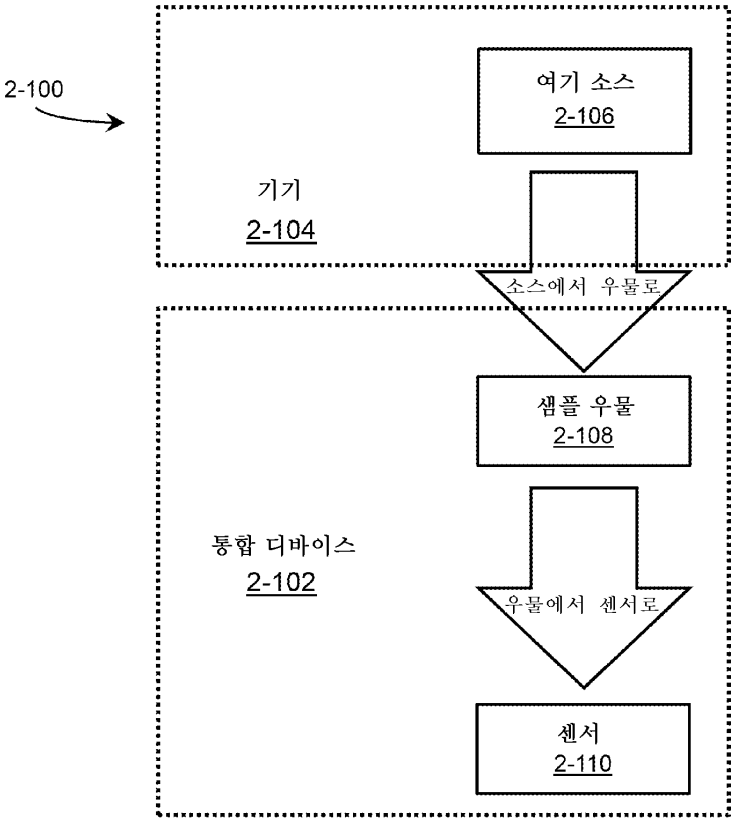 2-100
여기 소스
2-106
기기
2-104
소스에서 우물로
샘플 우물
2-108
통합 디바이스
2-102
우물에서 센서로
센서
2-110